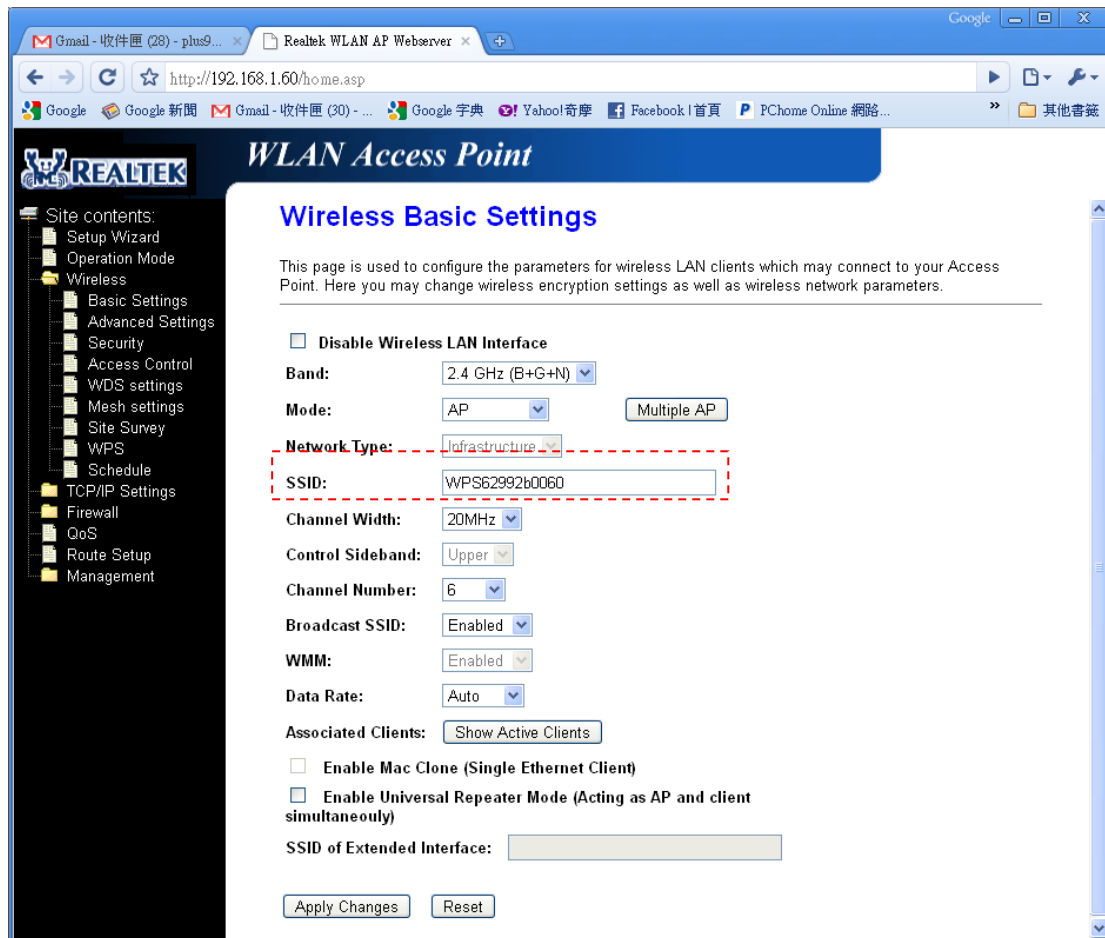 Google
Gmail - 收件匣 (28) - plus9...
Realtek WLAN AP Webserver
http://192.168.1.60/home.asp
Google
Google 新聞
Gmail - 收件匣 (30) - ...
Google 字典
Yahoo!奇摩
Facebook | 首頁
PChome Online 網路...
»
其他書籤
REALTEK
WLAN Access Point
Site contents:
Setup Wizard
Operation Mode
Wireless
Basic Settings
Advanced Settings
Security
Access Control
WDS settings
Mesh settings
Site Survey
WPS
Schedule
TCP/IP Settings
Firewall
QoS
Route Setup
Management
Wireless Basic Settings
This page is used to configure the parameters for wireless LAN clients which may connect to your Access
Point. Here you may change wireless encryption settings as well as wireless network parameters.
Disable Wireless LAN Interface
Band: 2.4 GHz (B+G+N)
Mode: AP Multiple AP
Network Type: Infrastructure
SSID: WPS62992b0060
Channel Width: 20MHz
Control Sideband: Upper
Channel Number: 6
Broadcast SSID: Enabled
WMM: Enabled
Data Rate: Auto
Associated Clients: Show Active Clients
Enable Mac Clone (Single Ethernet Client)
Enable Universal Repeater Mode (Acting as AP and client
simultaneouly)
SSID of Extended Interface:
Apply Changes Reset